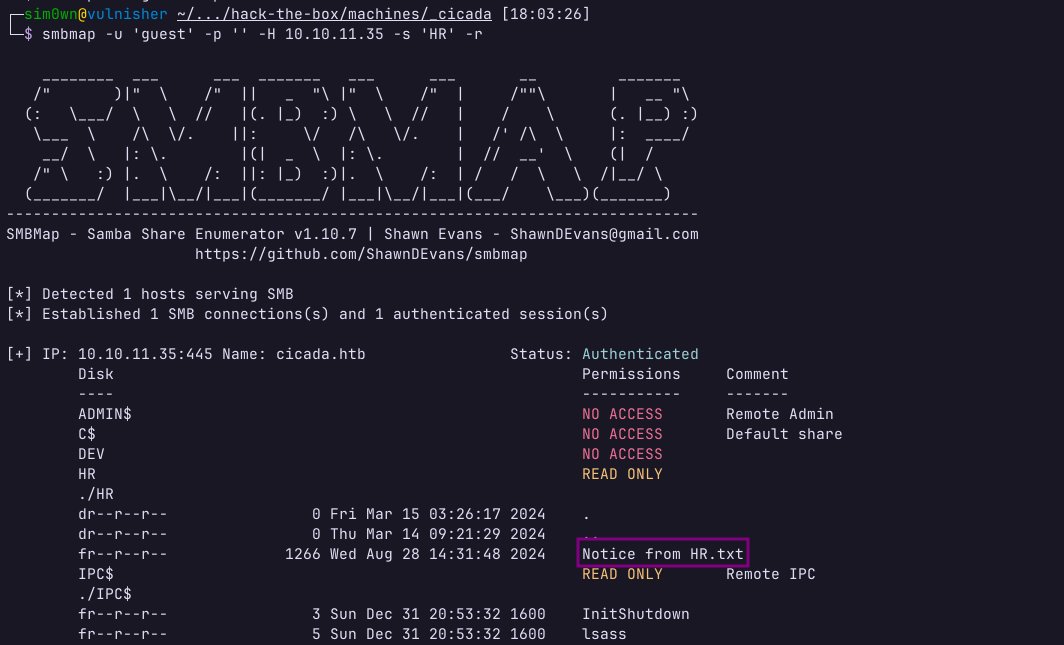 ┌─sim0wn@vulnisher ~/.../hack-the-box/machines/_cicada [18:03:26]
└─$ smbmap -u 'guest' -p '' -H 10.10.11.35 -s 'HR' -r
SMBMAP
-----------------------------------------------------------------------------
SMBMap - Samba Share Enumerator v1.10.7 | Shawn Evans - ShawnDEvans@gmail.com
https://github.com/ShawnDEvans/smbmap
[*] Detected 1 hosts serving SMB
[*] Established 1 SMB connections(s) and 1 authenticated session(s)
[+] IP: 10.10.11.35:445 Name: cicada.htb Status: Authenticated
Disk Permissions Comment
---- ----------- -------
ADMIN$ NO ACCESS Remote Admin
C$ NO ACCESS Default share
DEV NO ACCESS
HR READ ONLY
./HR
dr--r--r-- 0 Fri Mar 15 03:26:17 2024 .
dr--r--r-- 0 Thu Mar 14 09:21:29 2024 ..
fr--r--r-- 1266 Wed Aug 28 14:31:48 2024 Notice from HR.txt
IPC$ READ ONLY Remote IPC
./IPC$
fr--r--r-- 3 Sun Dec 31 20:53:32 1600 InitShutdown
fr--r--r-- 5 Sun Dec 31 20:53:32 1600 lsass